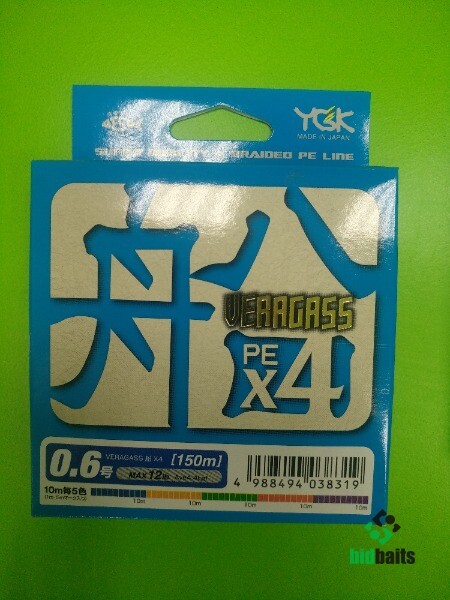 YGK
MADE IN JAPAN
BRAIDED PE LINE
船
VERAGASS
PE
X4
VERAGASS 船 X4 [150m]
0.6号
MAX 12lb
10m毎5色
10m 10m 10m 10m 10m
4 988494 038319
bidbaits